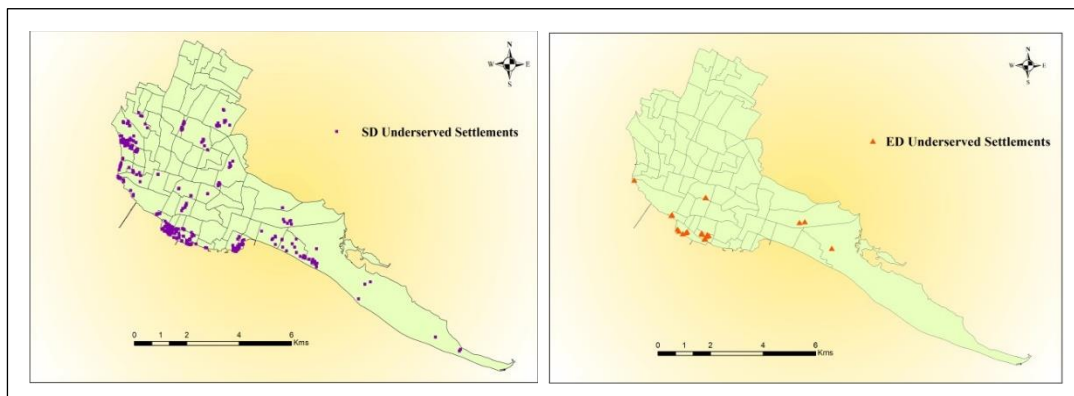 N
W E
S
SD Underserved Settlements
0 1 2 4 6
Kms
N
W E
S
ED Underserved Settlements
0 1 2 4 6
Kms